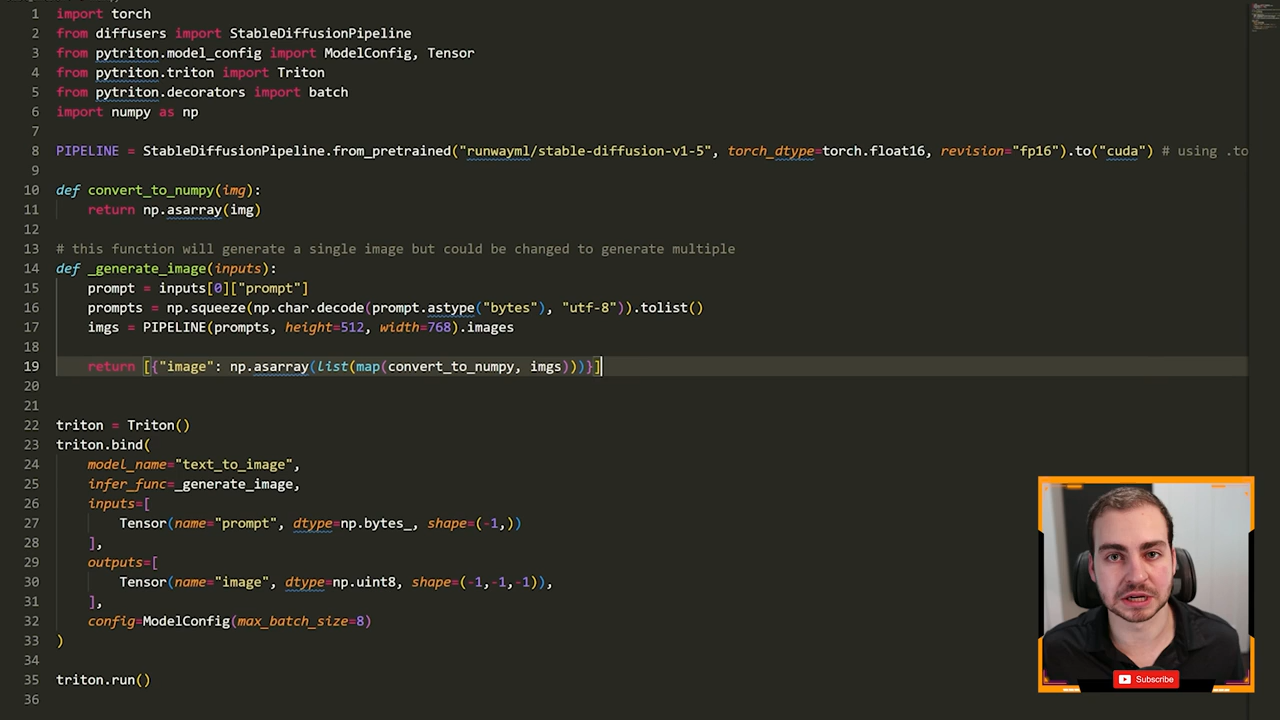 1 import torch
2 from diffusers import StableDiffusionPipeline
3 from pytriton.model_config import ModelConfig, Tensor
4 from pytriton.triton import Triton
5 from pytriton.decorators import batch
6 import numpy as np
7
8 PIPELINE = StableDiffusionPipeline.from_pretrained("runwayml/stable-diffusion-v1-5", torch_dtype=torch.float16, revision="fp16").to("cuda") # using .to
9
10 def convert_to_numpy(img):
11     return np.asarray(img)
12
13 # this function will generate a single image but could be changed to generate multiple
14 def _generate_image(inputs):
15     prompt = inputs[0]["prompt"]
16     prompts = np.squeeze(np.char.decode(prompt.astype("bytes"), "utf-8")).tolist()
17     imgs = PIPELINE(prompts, height=512, width=768).images
18
19     return [{"image": np.asarray(list(map(convert_to_numpy, imgs)))}]
20
21
22 triton = Triton()
23 triton.bind(
24     model_name="text_to_image",
25     infer_func=_generate_image,
26     inputs=[
27         Tensor(name="prompt", dtype=np.bytes_, shape=(-1,))
28     ],
29     outputs=[
30         Tensor(name="image", dtype=np.uint8, shape=(-1,-1,-1)),
31     ],
32     config=ModelConfig(max_batch_size=8)
33 )
34
35 triton.run()
36
Subscribe